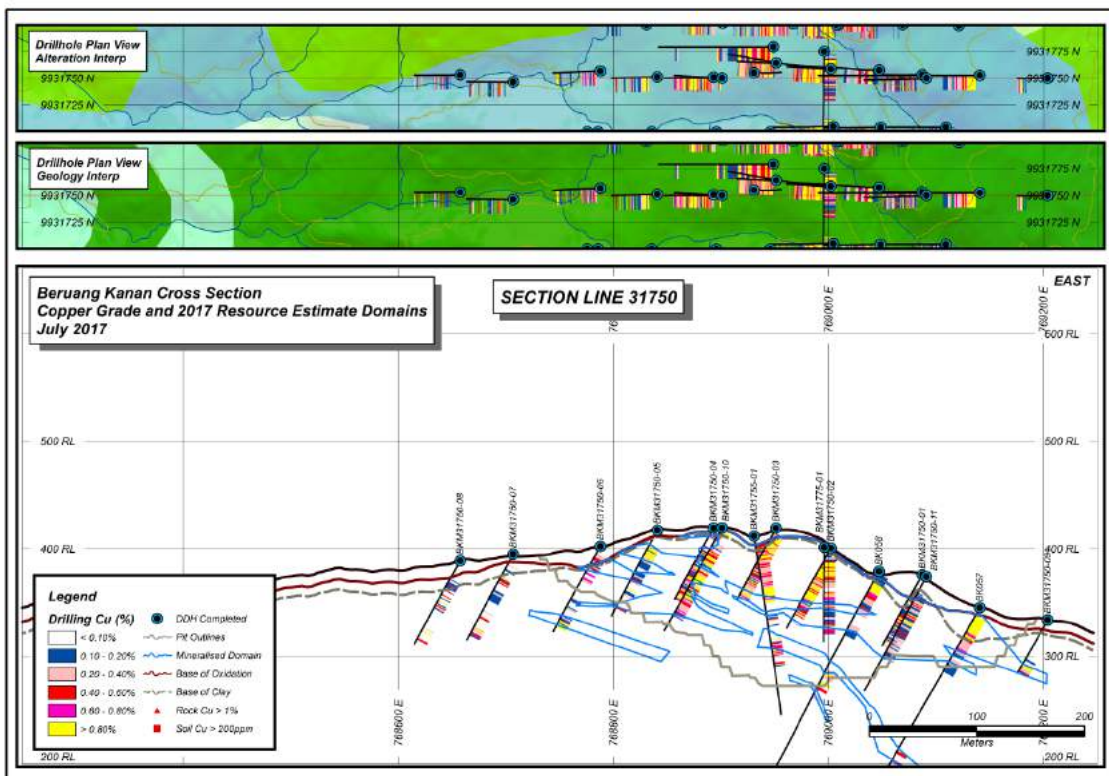 Drillhole Plan View
Alteration Interp
9931775 N
9931775 N
9931750 N
9931750 N
9931725 N
9931725 N
Drillhole Plan View
Geology Interp
9931775 N
9931775 N
9931750 N
9931750 N
9931725 N
9931725 N
Beruang Kanan Cross Section
Copper Grade and 2017 Resource Estimate Domains
July 2017
SECTION LINE 31750
EAST
769000 E
769200 E
600 RL
500 RL
500 RL
400 RL
400 RL
300 RL
200 RL
200 RL
BKM31750-08
BKM31750-07
BKM31750-06
BKM31750-05
BKM31750-04
BKM31750-10
BKM31755-01
BKM31750-03
BKM31775-01
BKM31750-02
BK058
BKM31750-01
BKM31750-11
BK057
Legend
Drilling Cu (%)
< 0.10%
0.10 - 0.20%
0.20 - 0.40%
0.40 - 0.60%
0.60 - 0.80%
> 0.80%
DDH Completed
Pit Outlines
Mineralised Domain
Base of Oxidation
Base of Clay
Rock Cu > 1%
Soil Cu > 200ppm
768600 E
768800 E
769000 E
769200 E
0 100 200
Meters